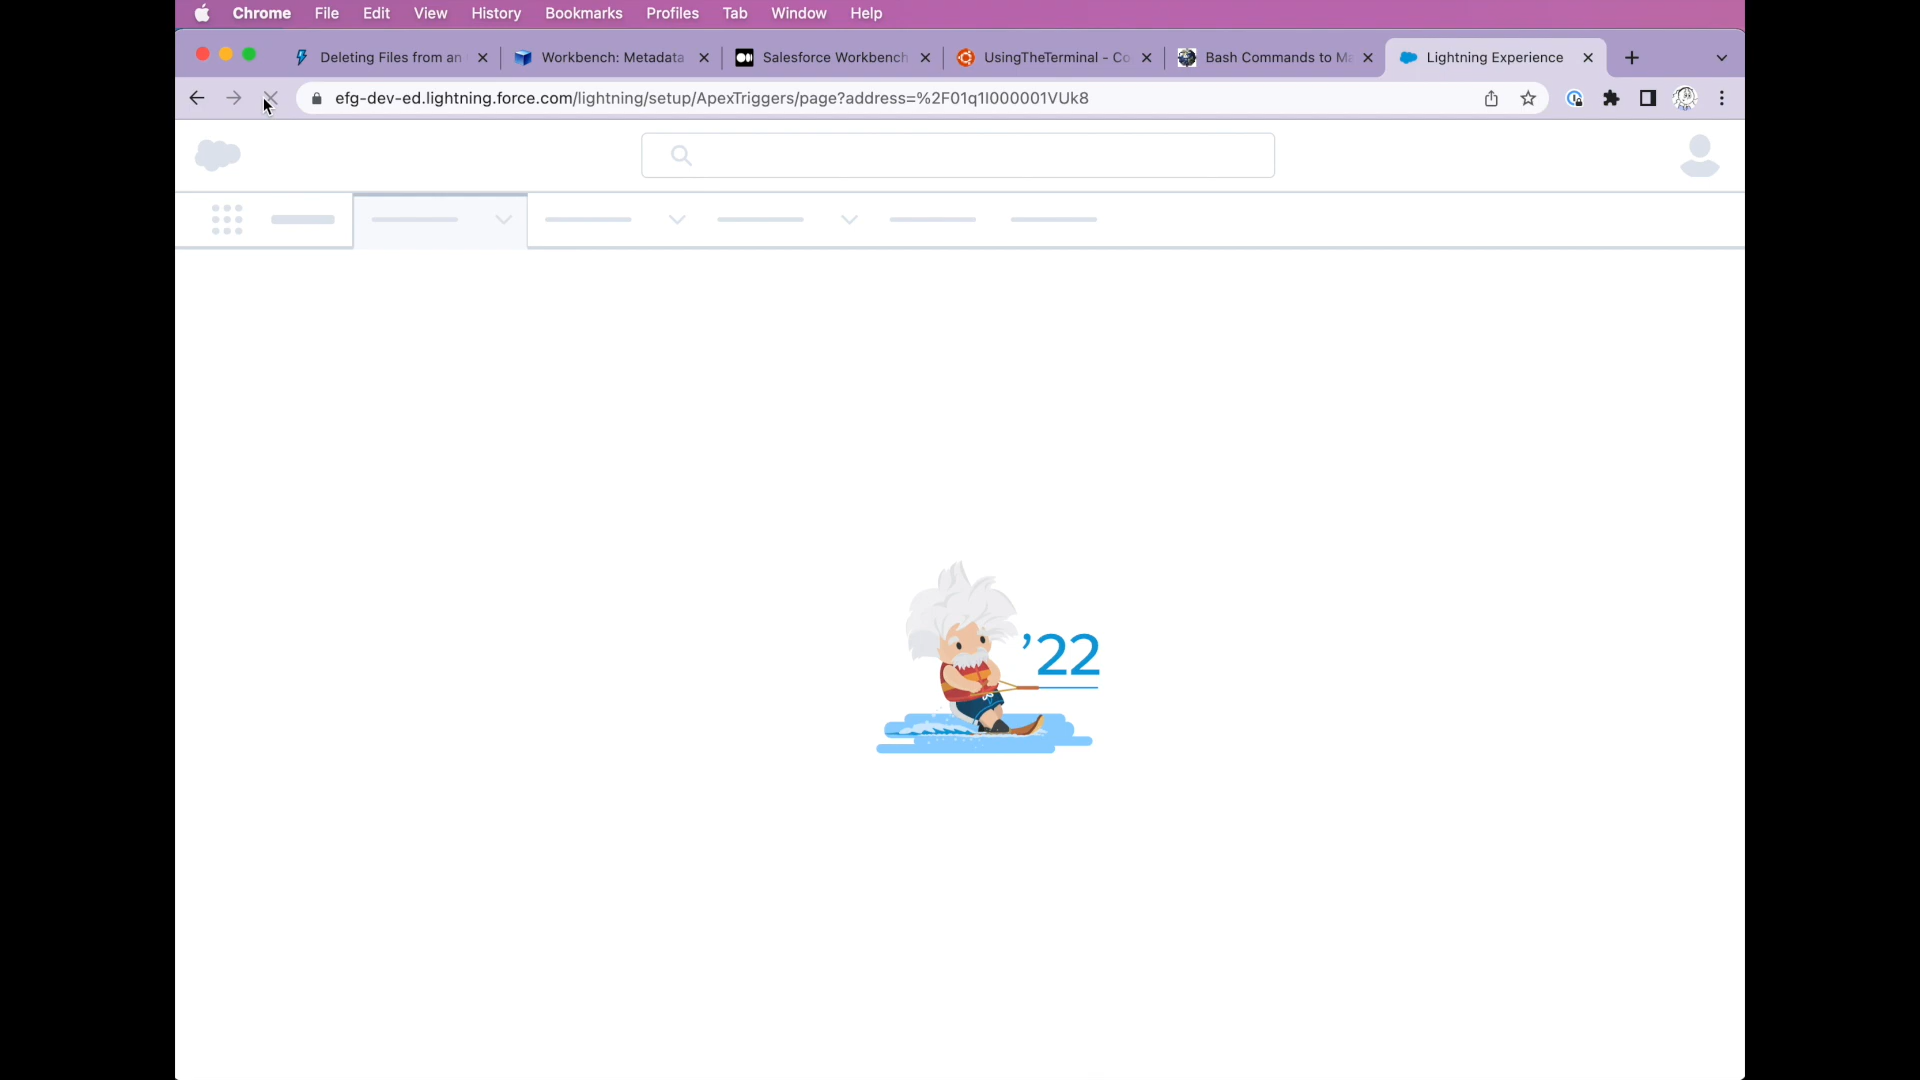 Chrome File Edit View History Bookmarks Profiles Tab Window Help
Deleting Files from an
Workbench: Metadata
Salesforce Workbench
UsingTheTerminal - Co
Bash Commands to Ma
Lightning Experience
efg-dev-ed.lightning.force.com/lightning/setup/ApexTriggers/page?address=%2F01q1I000001VUk8
’22